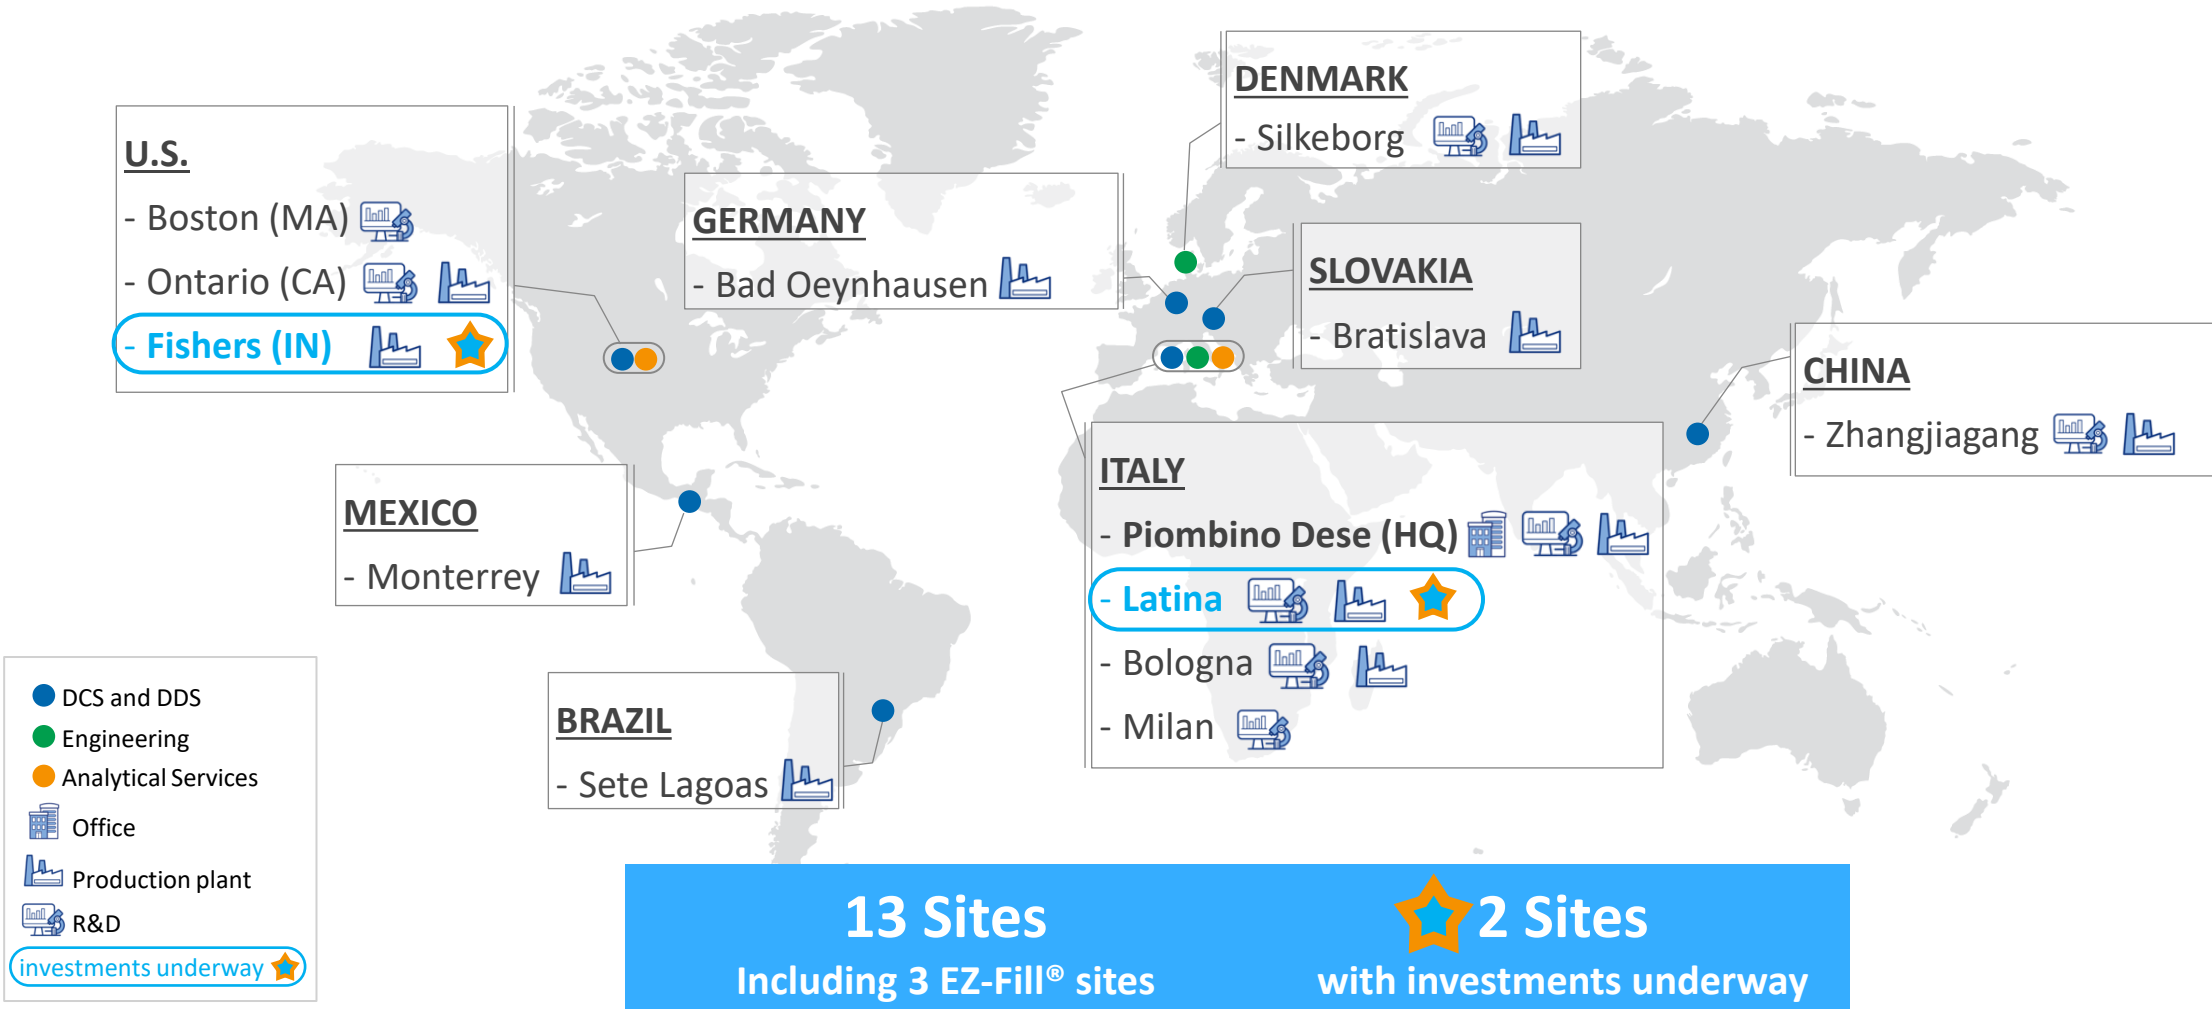 U.S.
- Boston (MA)
- Ontario (CA)
- Fishers (IN)
GERMANY
- Bad Oeynhausen
DENMARK
- Silkeborg
SLOVAKIA
- Bratislava
CHINA
- Zhangjiagang
MEXICO
- Monterrey
ITALY
- Piombino Dese (HQ)
- Latina
- Bologna
- Milan
BRAZIL
- Sete Lagoas
DCS and DDS
Engineering
Analytical Services
Office
Production plant
R&D
investments underway
13 Sites
Including 3 EZ-Fill® sites
2 Sites
with investments underway